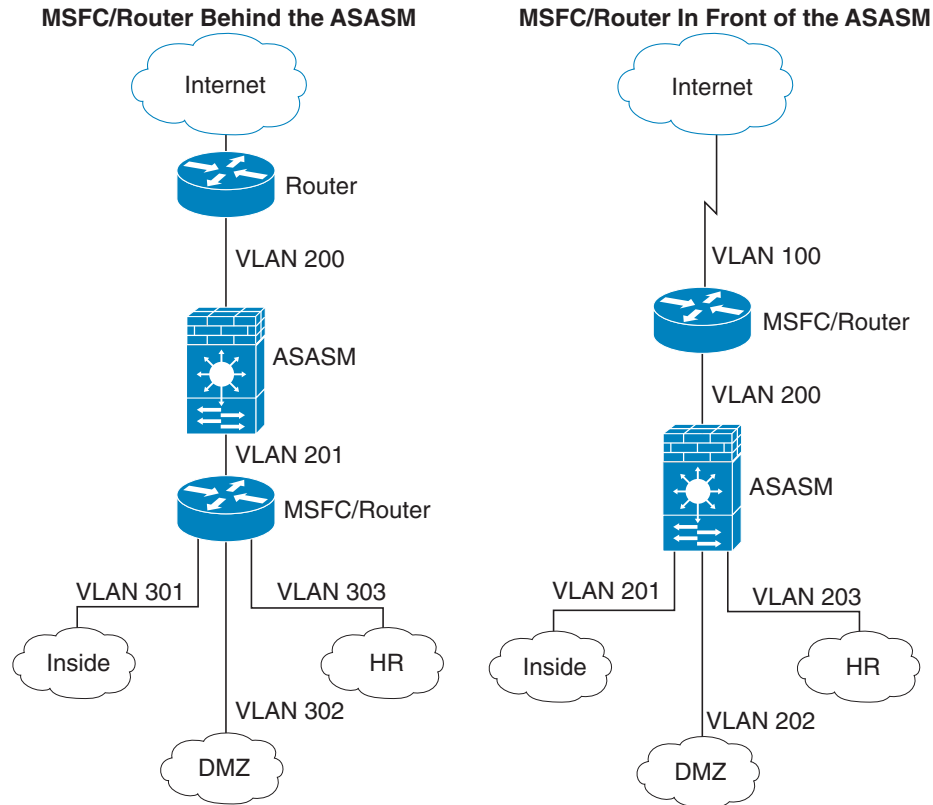 MSFC/Router Behind the ASASM
Internet
Router
VLAN 200
ASASM
VLAN 201
MSFC/Router
VLAN 301
VLAN 303
Inside
HR
VLAN 302
DMZ
MSFC/Router In Front of the ASASM
Internet
VLAN 100
MSFC/Router
VLAN 200
ASASM
VLAN 201
VLAN 203
Inside
HR
VLAN 202
DMZ